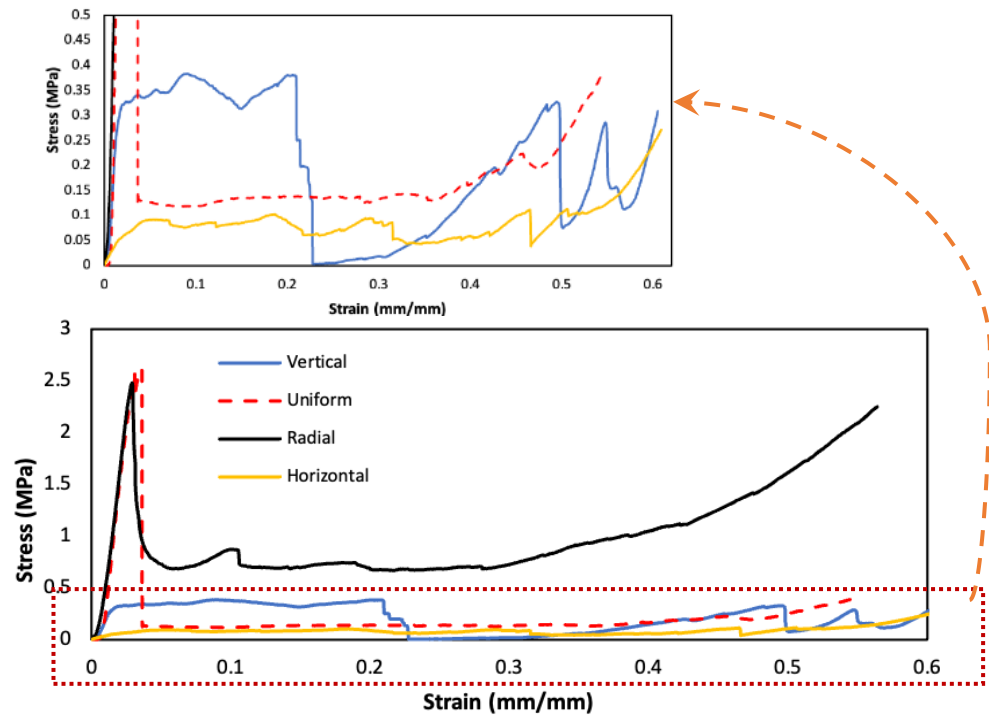 0.5
0.45
0.4
0.35
0.3
0.25
0.2
0.15
0.1
0.05
0
Stress (MPa)
0 0.1 0.2 0.3 0.4 0.5 0.6
Strain (mm/mm)
3
2.5
2
1.5
1
0.5
0
Stress (MPa)
Vertical
Uniform
Radial
Horizontal
0 0.1 0.2 0.3 0.4 0.5 0.6
Strain (mm/mm)